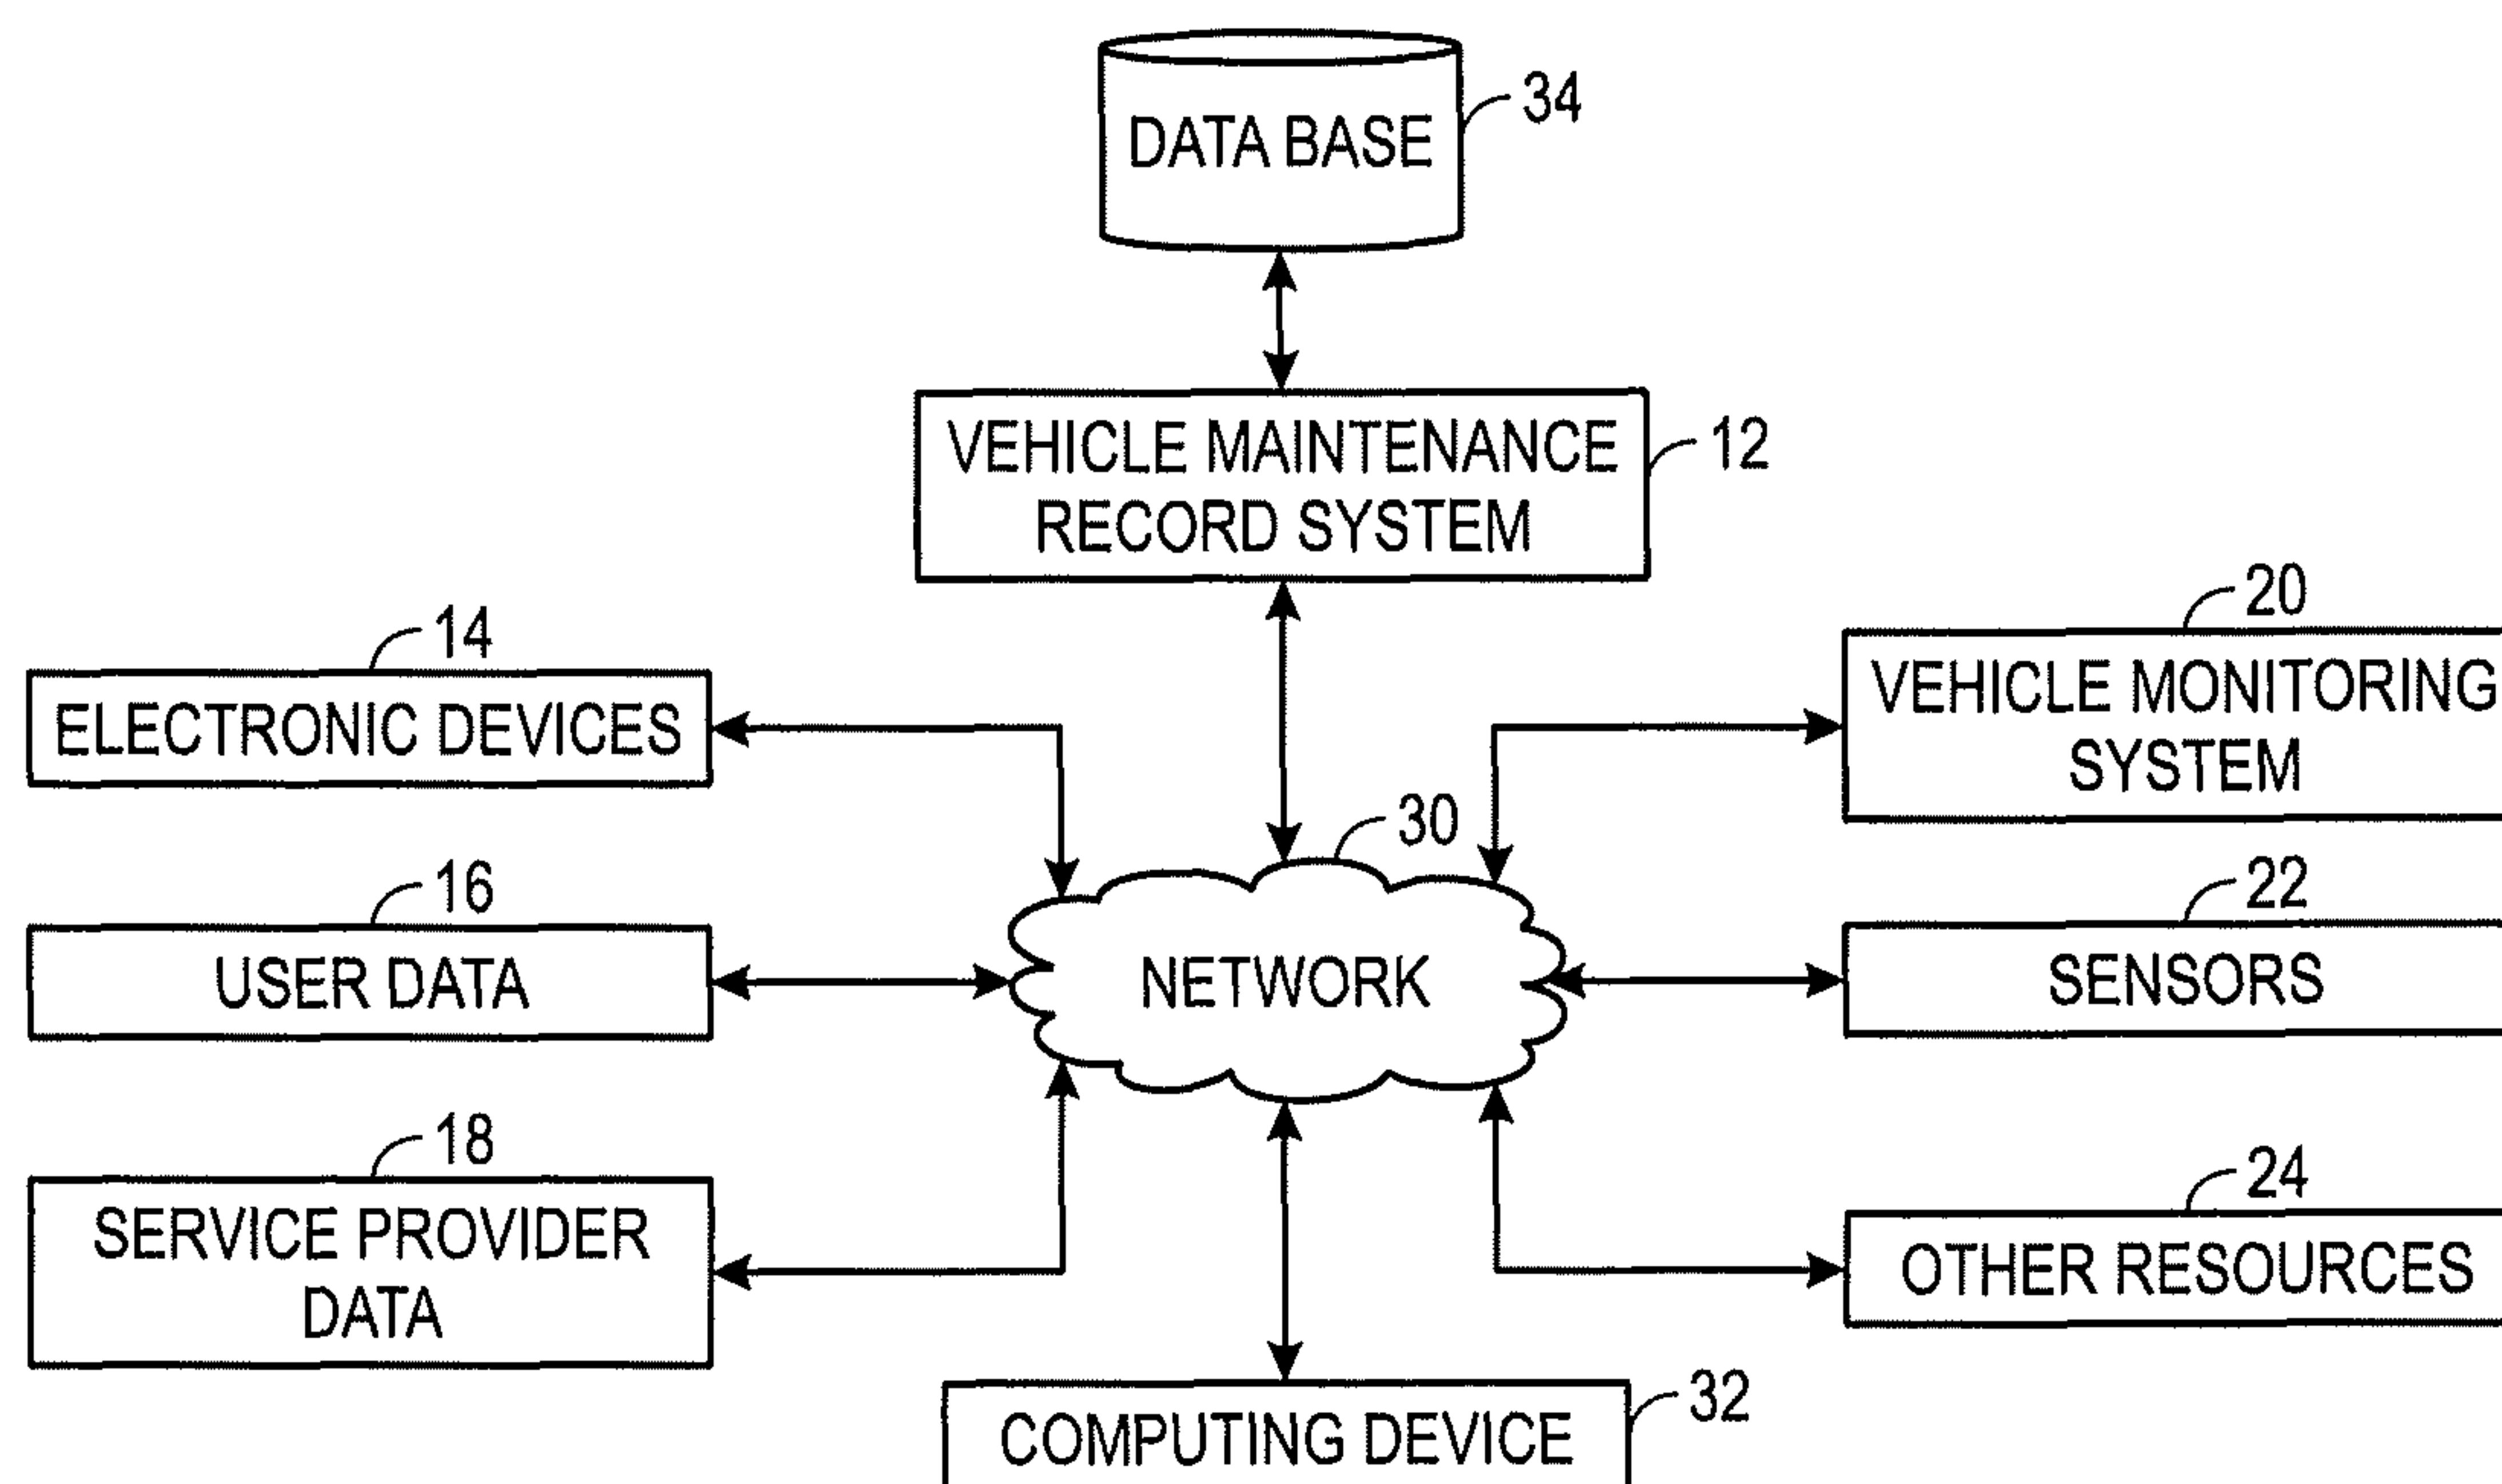 DATA BASE
34
VEHICLE MAINTENANCE
RECORD SYSTEM
12
14
ELECTRONIC DEVICES
20
VEHICLE MONITORING
SYSTEM
30
NETWORK
16
USER DATA
22
SENSORS
18
SERVICE PROVIDER
DATA
24
OTHER RESOURCES
32
COMPUTING DEVICE